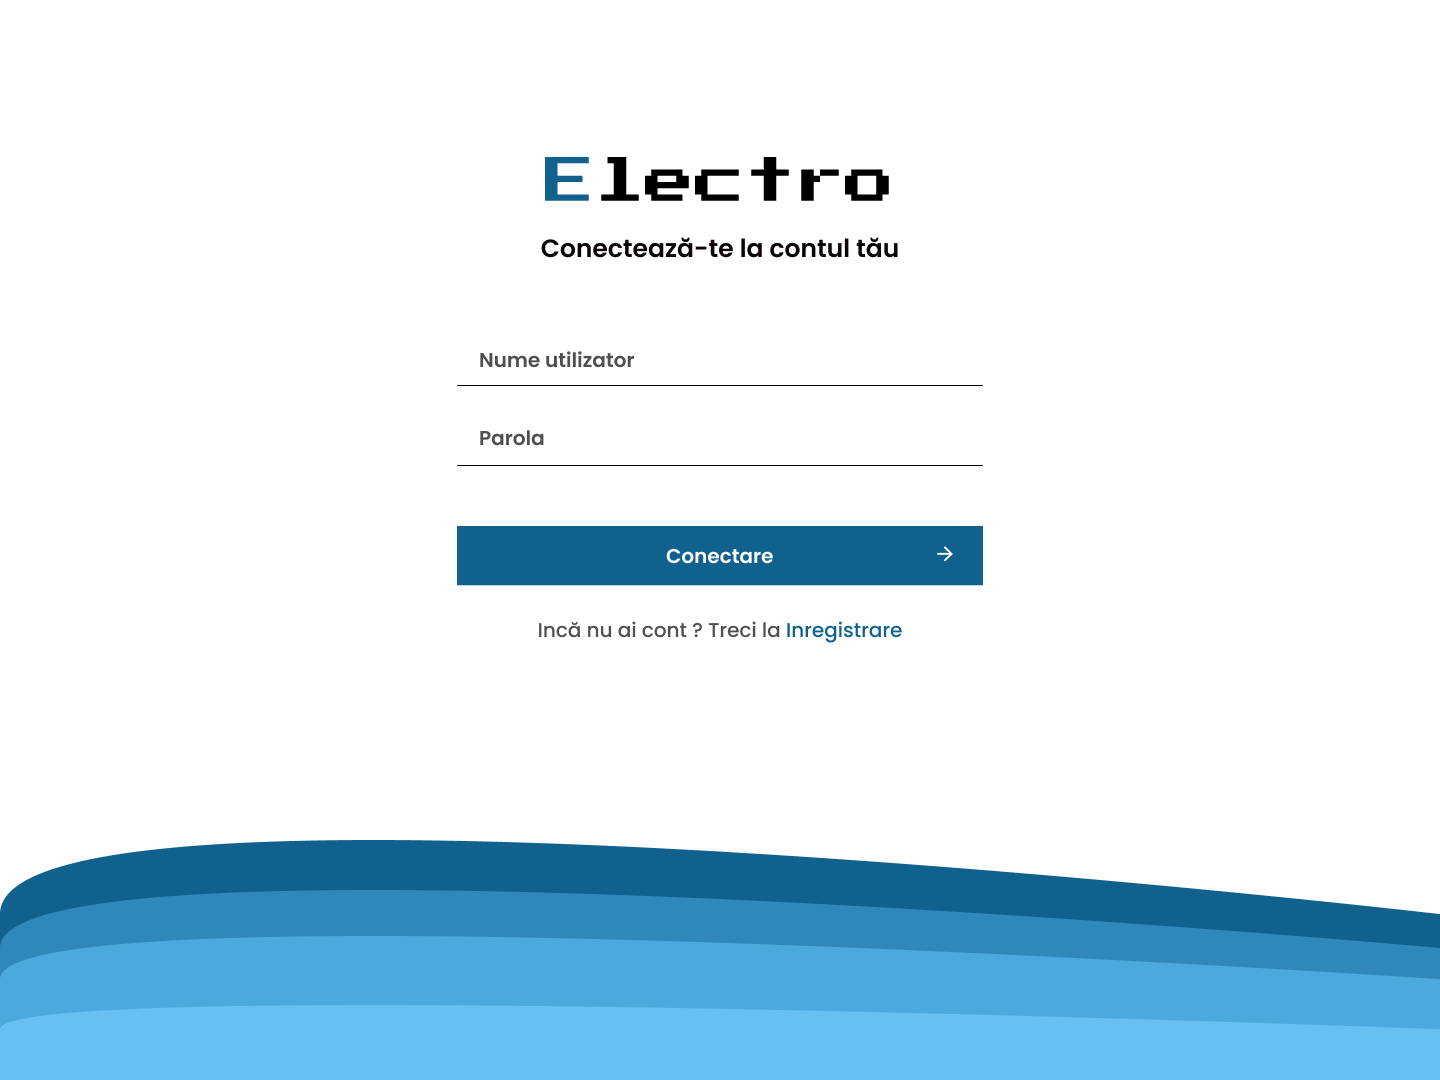 Electro
Conectează-te la contul tău
Nume utilizator
Parola
Conectare
Incă nu ai cont ? Treci la Inregistrare